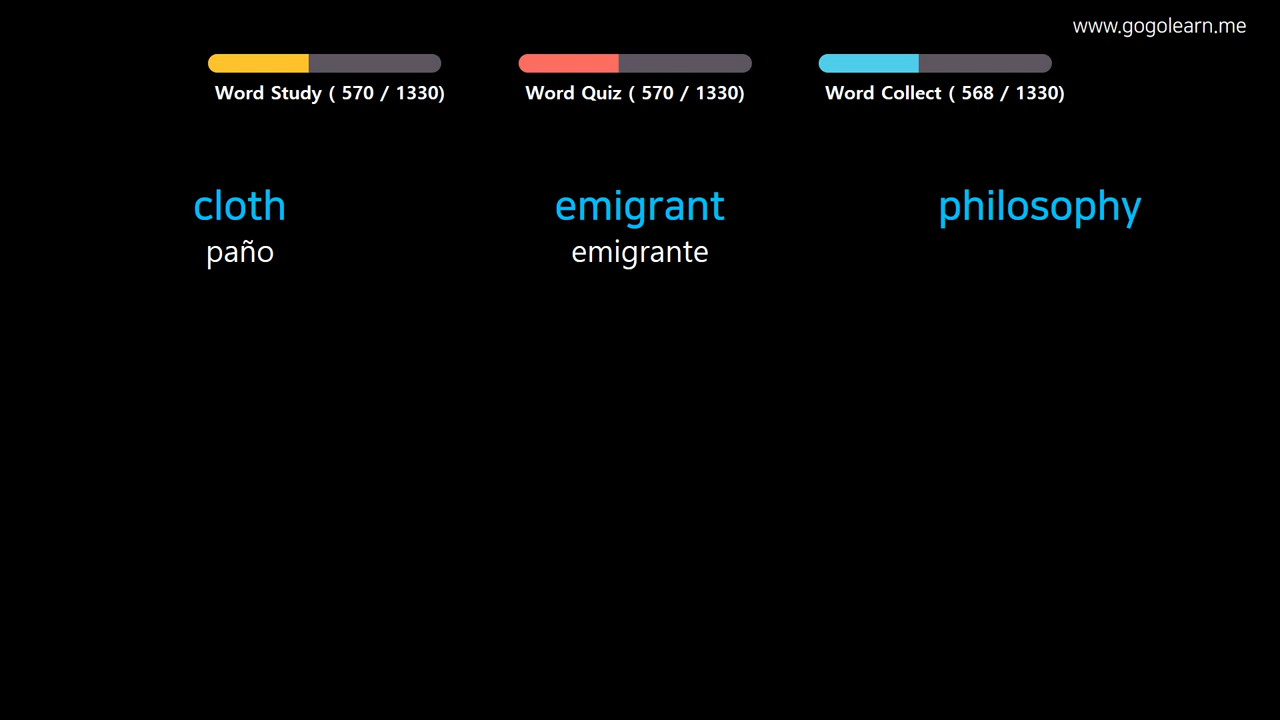 www.gogolearn.me
Word Study ( 570 / 1330)
Word Quiz ( 570 / 1330)
Word Collect ( 568 / 1330)
cloth
paño
emigrant
emigrante
philosophy